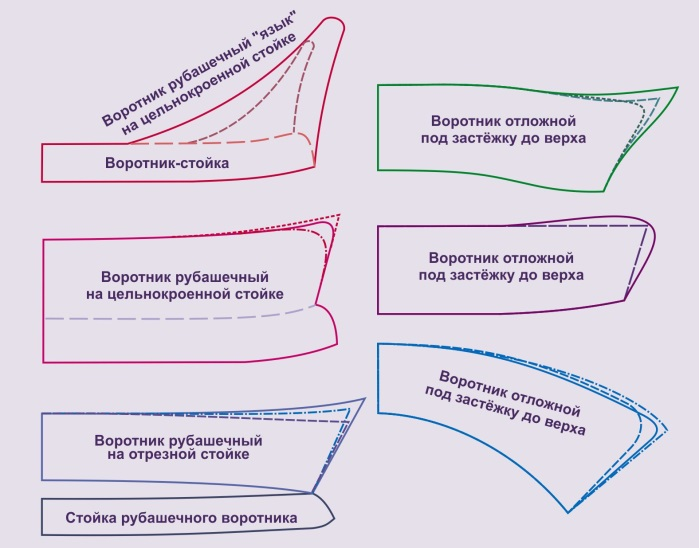 Воротник рубашечный "язык"
на цельнокроенной стойке
Воротник-стойка
Воротник отложной
под застёжку до верха
Воротник рубашечный
на цельнокроенной стойке
Воротник отложной
под застёжку до верха
Воротник рубашечный
на отрезной стойке
Стойка рубашечного воротника
Воротник отложной
под застёжку до верха